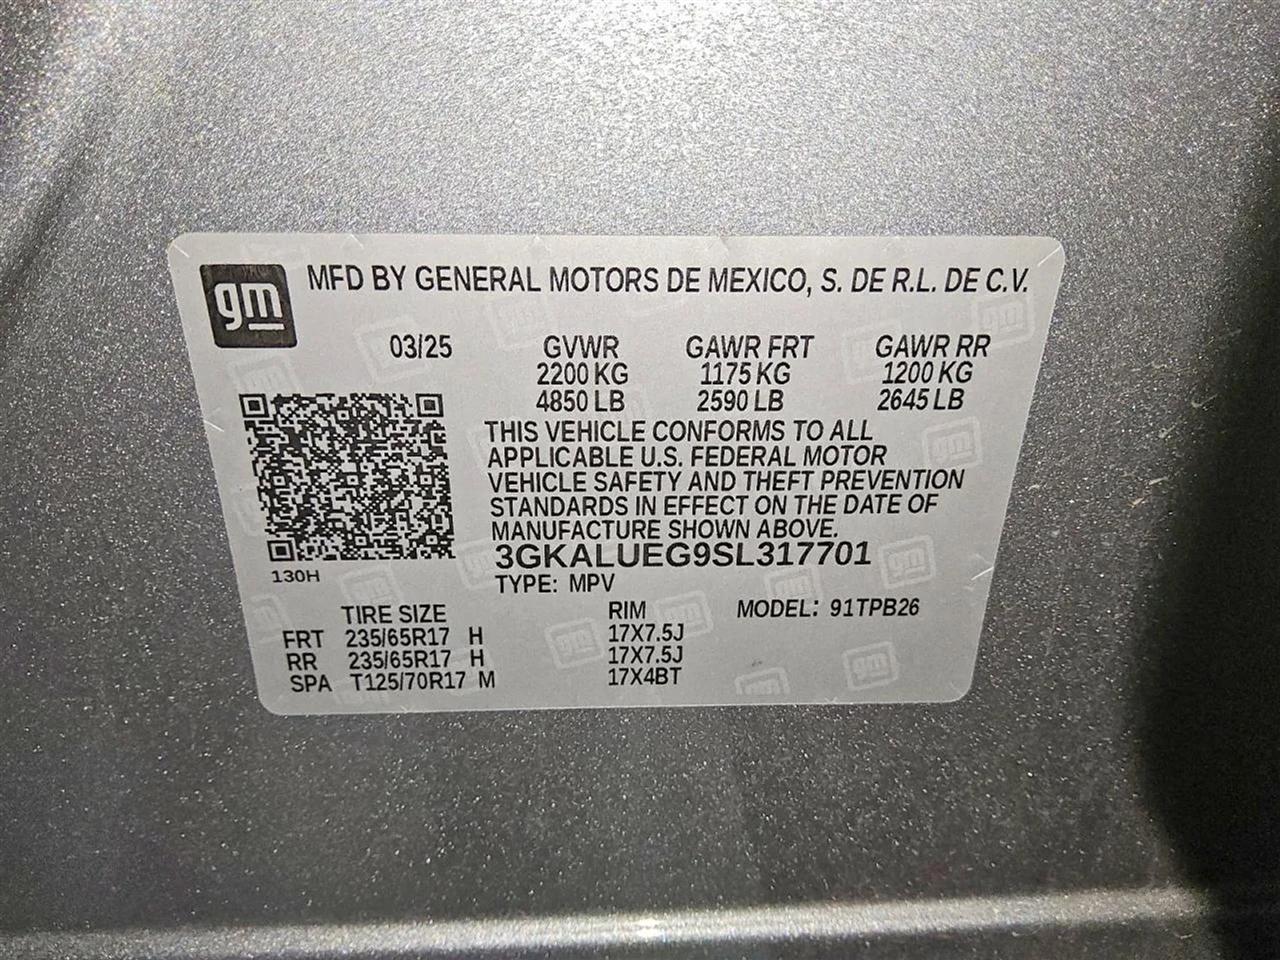 gm MFD BY GENERAL MOTORS DE MEXICO, S. DE R.L. DE C.V.
03/25 GVWR GAWR FRT GAWR RR
2200 KG 1175 KG 1200 KG
4850 LB 2590 LB 2645 LB
THIS VEHICLE CONFORMS TO ALL
APPLICABLE U.S. FEDERAL MOTOR
VEHICLE SAFETY AND THEFT PREVENTION
STANDARDS IN EFFECT ON THE DATE OF
MANUFACTURE SHOWN ABOVE.
3GKALUEG9SL317701
130H TYPE: MPV
TIRE SIZE RIM MODEL: 91TPB26
FRT 235/65R17 H 17X7.5J
RR 235/65R17 H 17X7.5J
SPA T125/70R17 M 17X4BT